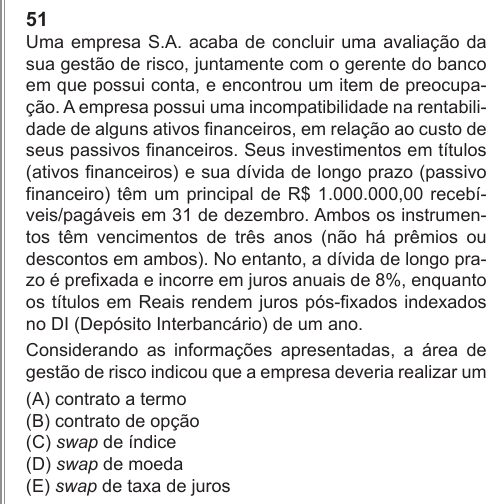 51
Uma empresa S.A. acaba de concluir uma avaliação da
sua gestão de risco, juntamente com o gerente do banco
em que possui conta, e encontrou um item de preocupa-
ção. A empresa possui uma incompatibilidade na rentabili-
dade de alguns ativos financeiros, em relação ao custo de
seus passivos financeiros. Seus investimentos em títulos
(ativos financeiros) e sua dívida de longo prazo (passivo
financeiro) têm um principal de R$ 1.000.000,00 recebí-
veis/pagáveis em 31 de dezembro. Ambos os instrumen-
tos têm vencimentos de três anos (não há prêmios ou
descontos em ambos). No entanto, a dívida de longo pra-
zo é prefixada e incorre em juros anuais de 8%, enquanto
os títulos em Reais rendem juros pós-fixados indexados
no DI (Depósito Interbancário) de um ano.
Considerando as informações apresentadas, a área de
gestão de risco indicou que a empresa deveria realizar um
(A) contrato a termo
(B) contrato de opção
(C) swap de índice
(D) swap de moeda
(E) swap de taxa de juros